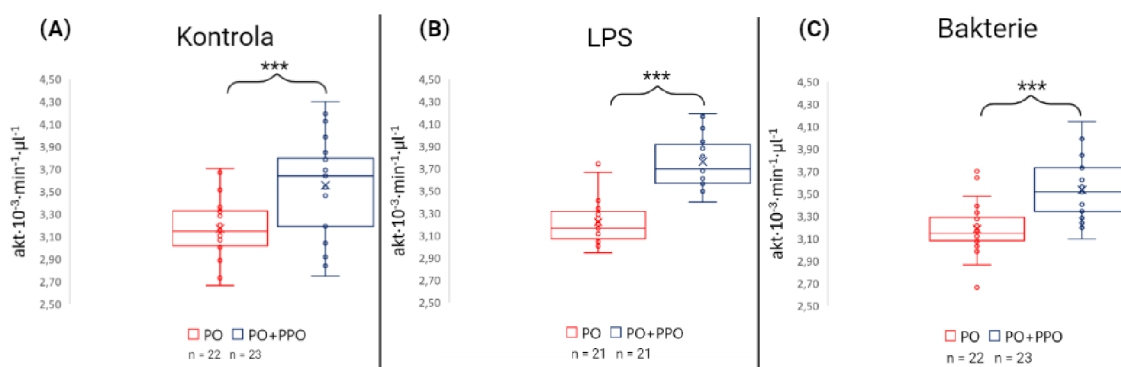 (A)
Kontrola
***
akt·10⁻³·min⁻¹·µl⁻¹
4,50
4,30
4,10
3,90
3,70
3,50
3,30
3,10
2,90
2,70
2,50
PO PO+PPO
n = 22 n = 23
(B)
LPS
***
akt·10⁻³·min⁻¹·µl⁻¹
4,50
4,30
4,10
3,90
3,70
3,50
3,30
3,10
2,90
2,70
2,50
PO PO+PPO
n = 21 n = 21
(C)
Bakterie
***
akt·10⁻³·min⁻¹·µl⁻¹
4,50
4,30
4,10
3,90
3,70
3,50
3,30
3,10
2,90
2,70
2,50
PO PO+PPO
n = 22 n = 23